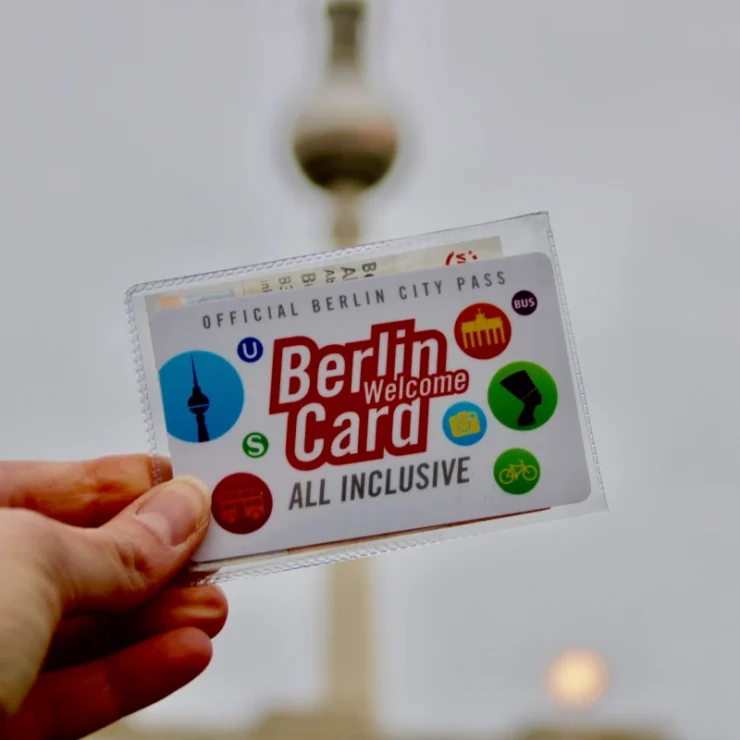 OFFICIAL BERLIN CITY PASS
BUS
U
Berlin
Welcome
Card
S
ALL INCLUSIVE